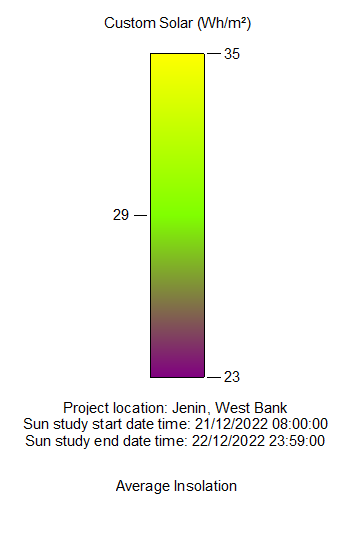 Custom Solar (Wh/m²)
35
29
23
Project location: Jenin, West Bank
Sun study start date time: 21/12/2022 08:00:00
Sun study end date time: 22/12/2022 23:59:00
Average Insolation